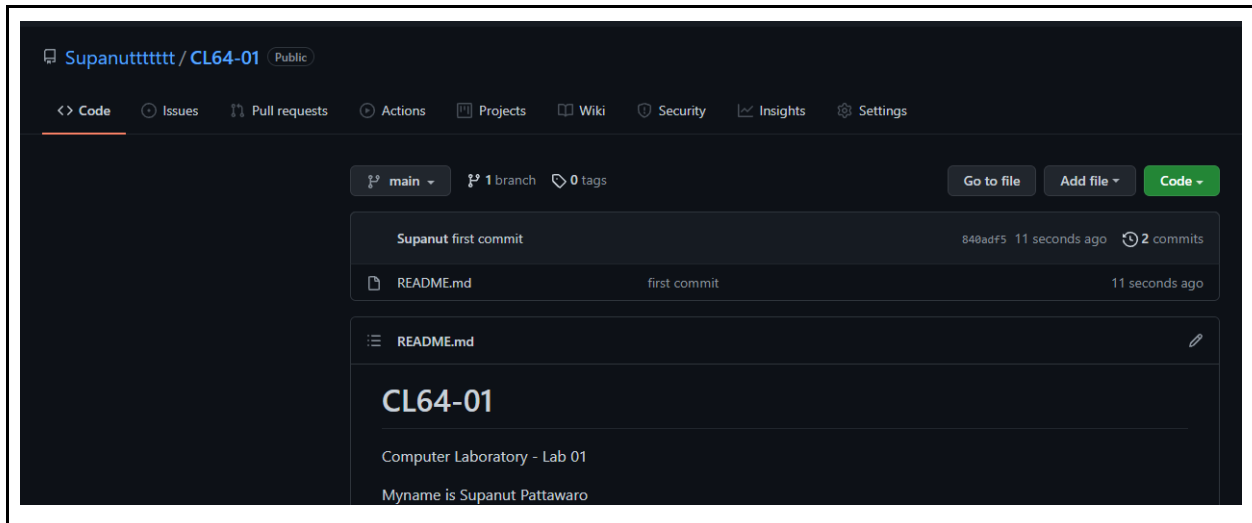 Supanuttttttt / CL64-01 Public
Code Issues Pull requests Actions Projects Wiki Security Insights Settings
main 1 branch 0 tags Go to file Add file Code
Supanut first commit 840adf5 11 seconds ago 2 commits
README.md first commit 11 seconds ago
README.md
CL64-01
Computer Laboratory - Lab 01
Myname is Supanut Pattawaro